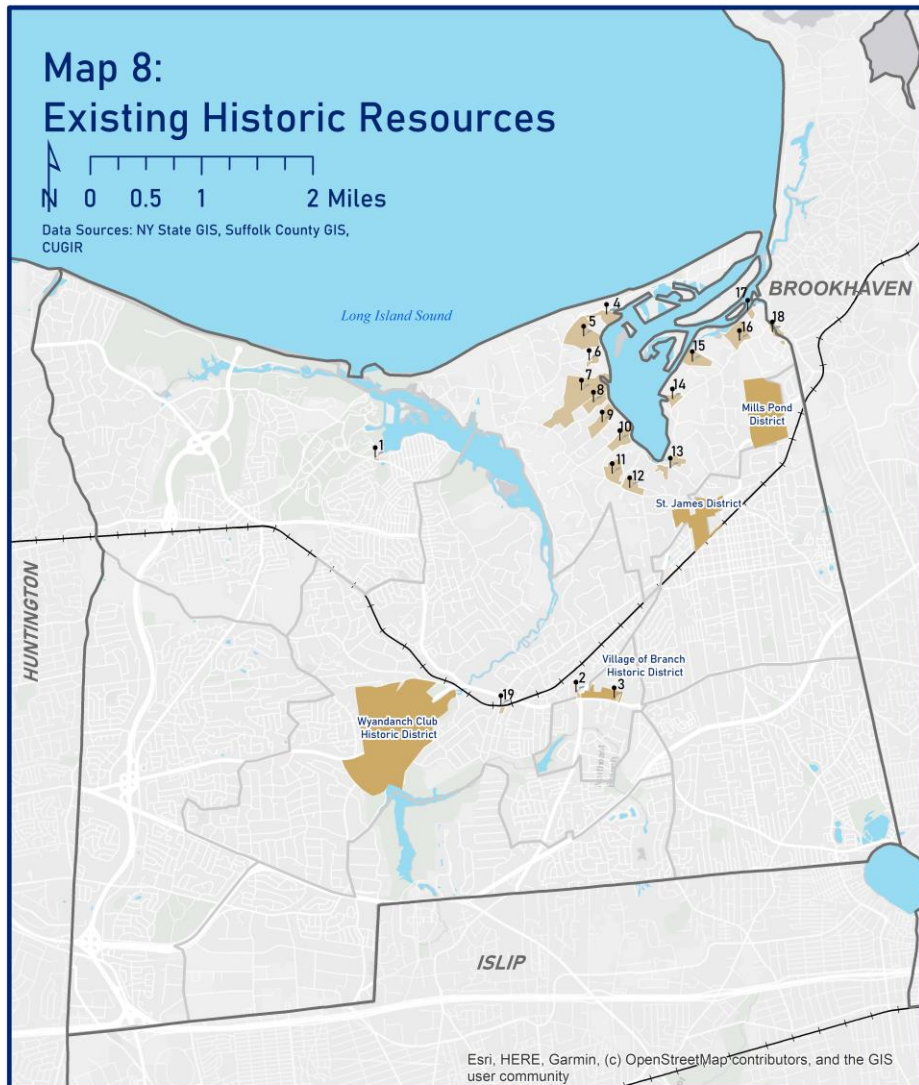 Map 8:
Existing Historic Resources
N 0 0.5 1 2 Miles
Data Sources: NY State GIS, Suffolk County GIS,
CUGIR
Long Island Sound
BROOKHAVEN
17
4
18
5
16
6
15
7
8
14
Mills Pond
District
9
10
1
13
11
12
St. James District
HUNTINGTON
Village of Branch
Historic District
2
3
19
Wyandanch Club
Historic District
Northeast
Branch
ISLIP
Esri, HERE, Garmin, (c) OpenStreetMap contributors, and the GIS
user community